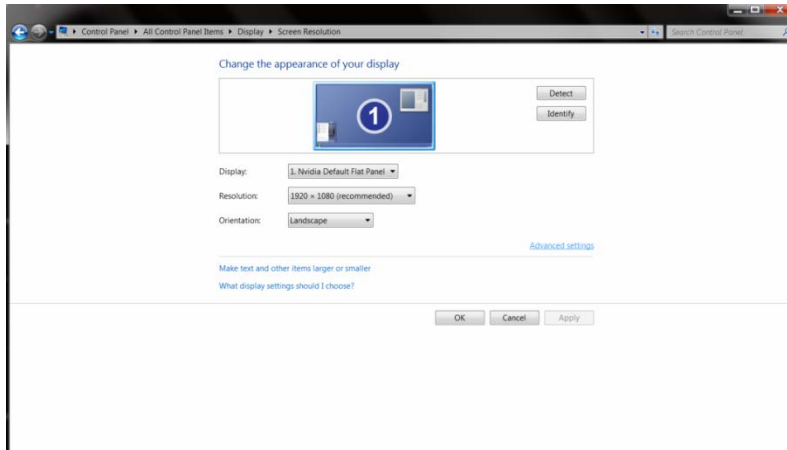 Control Panel ▸ All Control Panel Items ▸ Display ▸ Screen Resolution
Search Control Panel
Change the appearance of your display
1
Detect
Identify
Display: 1. Nvidia Default Flat Panel
Resolution: 1920 × 1080 (recommended)
Orientation: Landscape
Advanced settings
Make text and other items larger or smaller
What display settings should I choose?
OK Cancel Apply